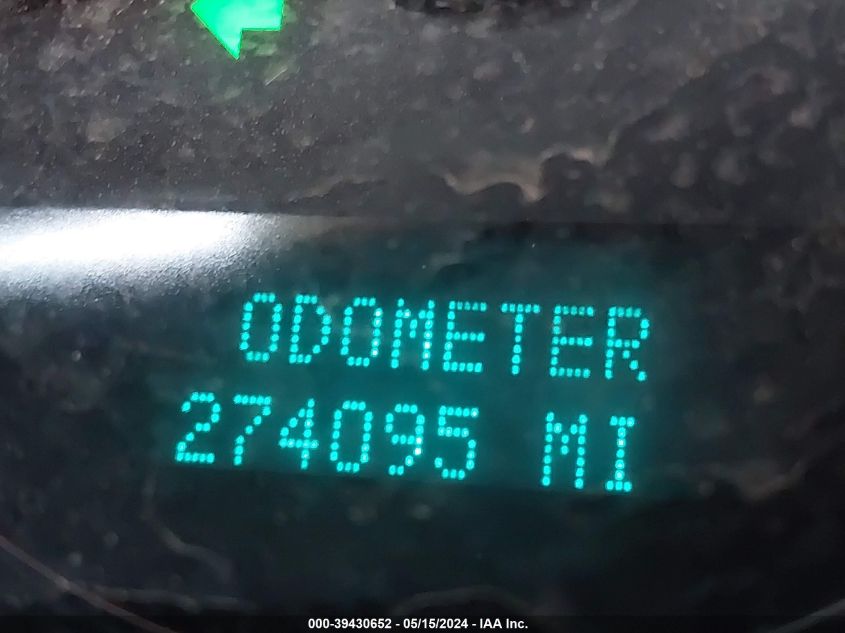 ODOMETER
274095 MI
000-39430652 - 05/15/2024 - IAA Inc.